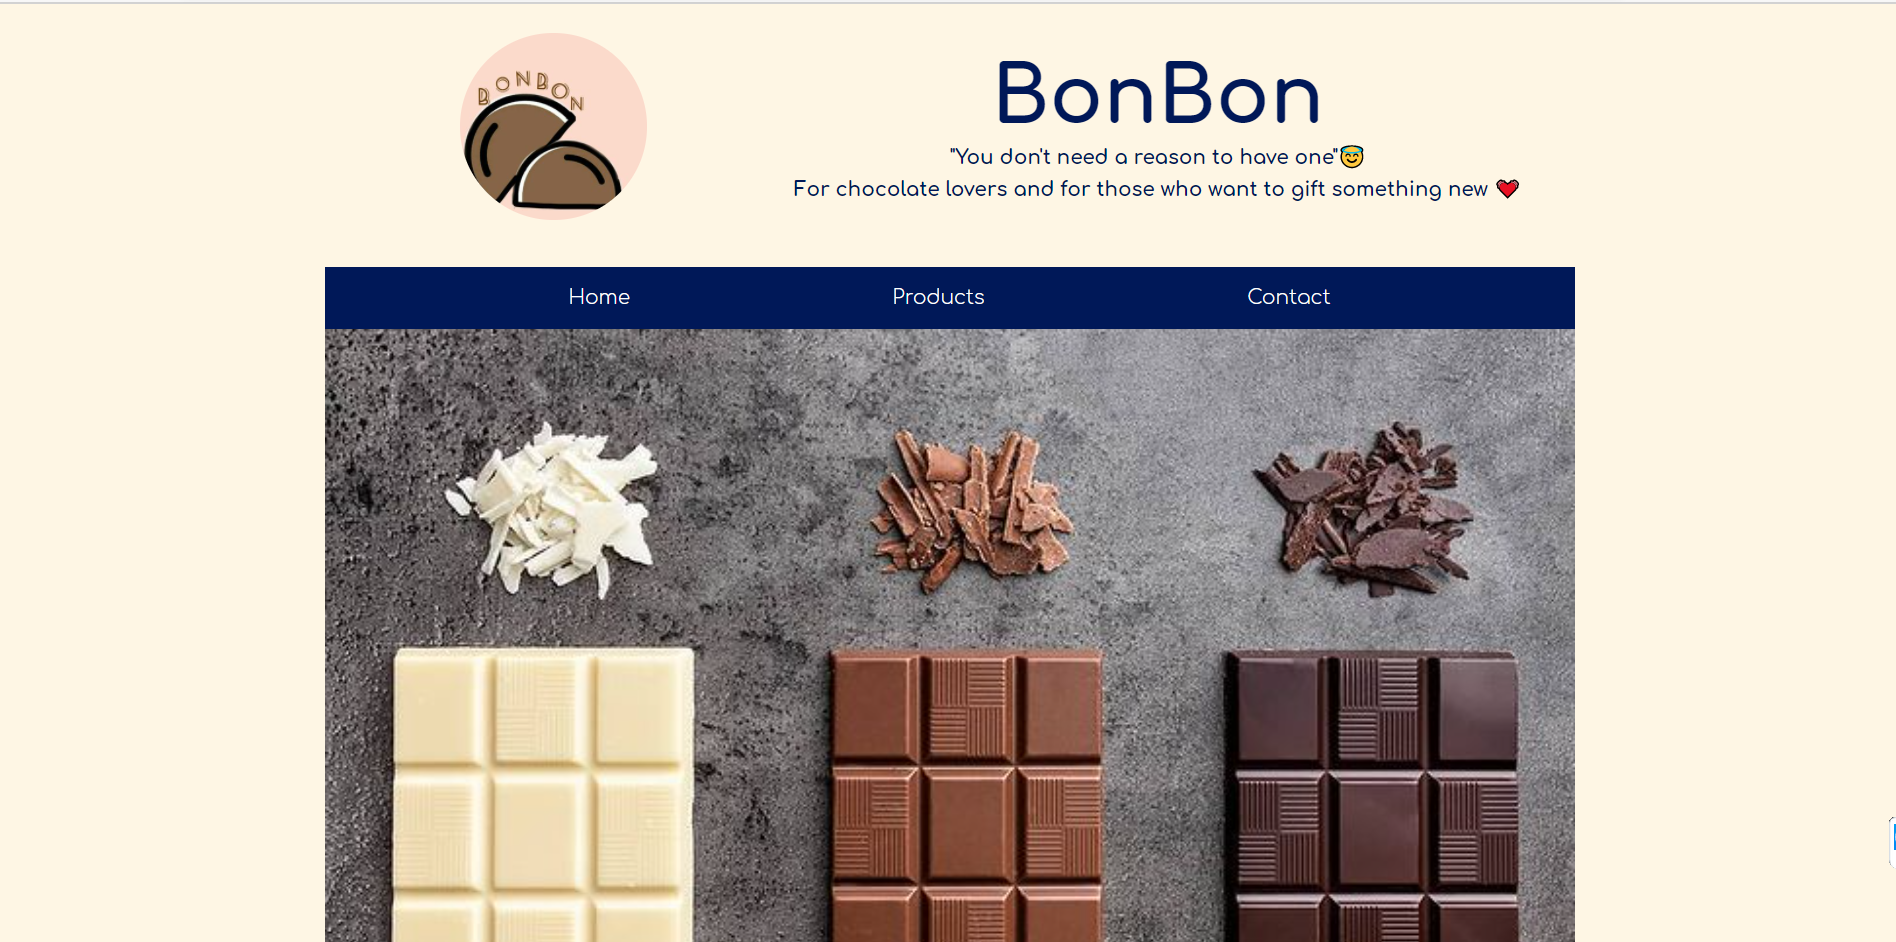 BONBON
BonBon
"You don't need a reason to have one"😇
For chocolate lovers and for those who want to gift something new ❤️
Home Products Contact